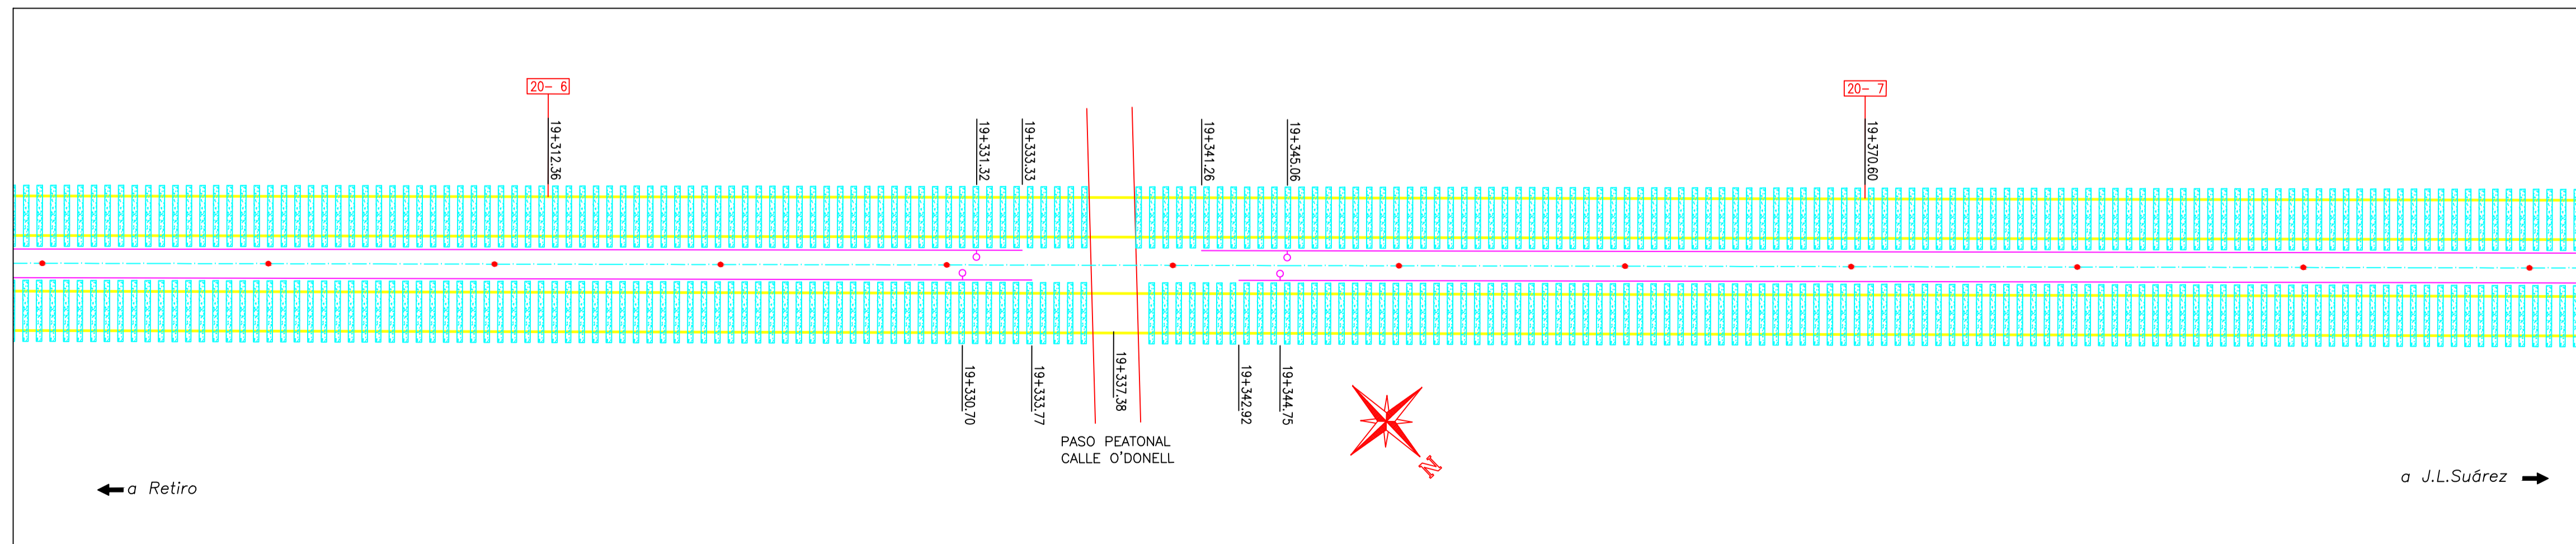 20- 6
20- 7
19+312.36
19+331.32
19+333.33
19+341.26
19+345.06
19+370.60
19+330.70
19+333.77
19+337.38
19+342.92
19+344.75
PASO PEATONAL
CALLE O'DONELL
N
a Retiro
a J.L.Suárez